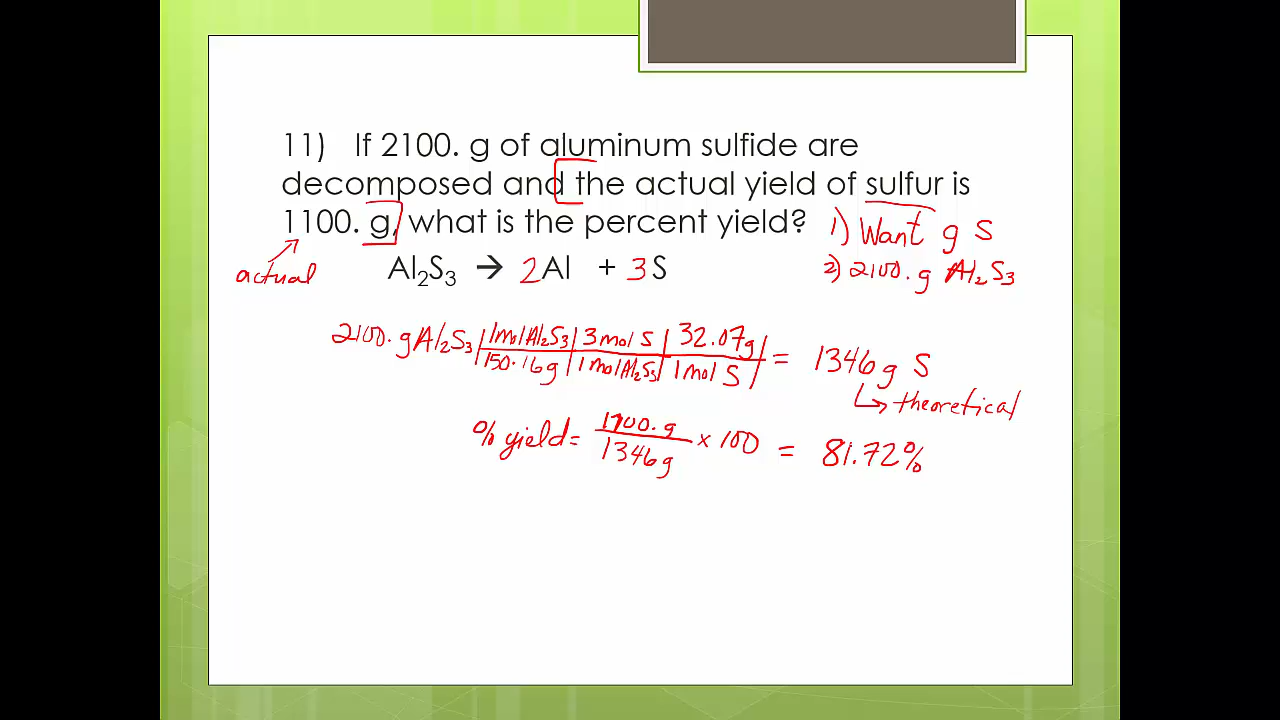 11) If 2100. g of aluminum sulfide are
decomposed and the actual yield of sulfur is
1100. g, what is the percent yield? 1) Want g S
actual Al₂S₃ → 2Al + 3S 2) 2100. g Al₂S₃
2100. g Al₂S₃ | 1 mol Al₂S₃ | 3 mol S | 32.07g | = 1346 g S
150.16g | 1 mol Al₂S₃ | 1 mol S
↳ theoretical
% yield = 1100. g / 1346 g × 100 = 81.72%